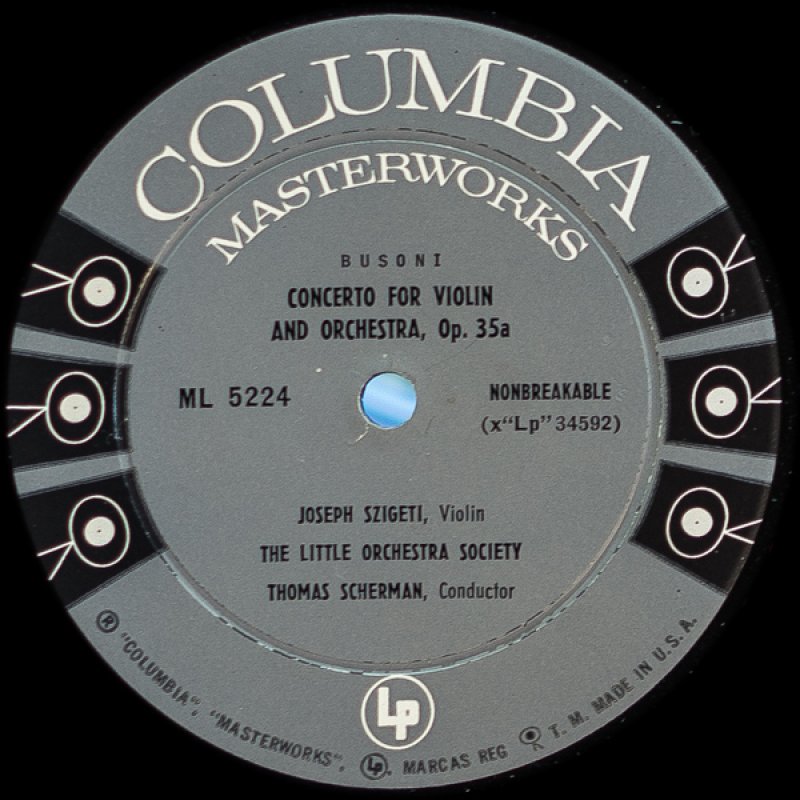 COLUMBIA
MASTERWORKS
BUSONI
CONCERTO FOR VIOLIN
AND ORCHESTRA, Op. 35a
ML 5224
NONBREAKABLE
(x“Lp” 34592)
JOSEPH SZIGETI, Violin
THE LITTLE ORCHESTRA SOCIETY
THOMAS SCHERMAN, Conductor
Lp
® "COLUMBIA", "MASTERWORKS", Lp. MARCAS REG T. M. MADE IN U.S.A.